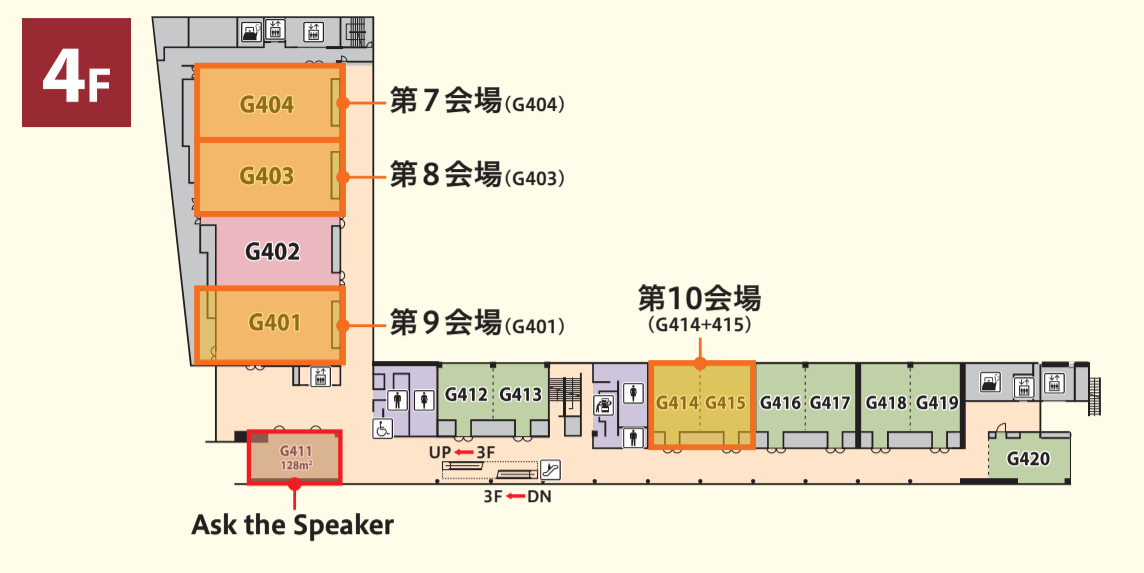 4F
G404
第7会場(G404)
G403
第8会場(G403)
G402
G401
第9会場(G401)
第10会場
(G414+415)
G412
G413
G414
G415
G416
G417
G418
G419
G411
128m²
UP ← 3F
3F ← DN
G420
Ask the Speaker